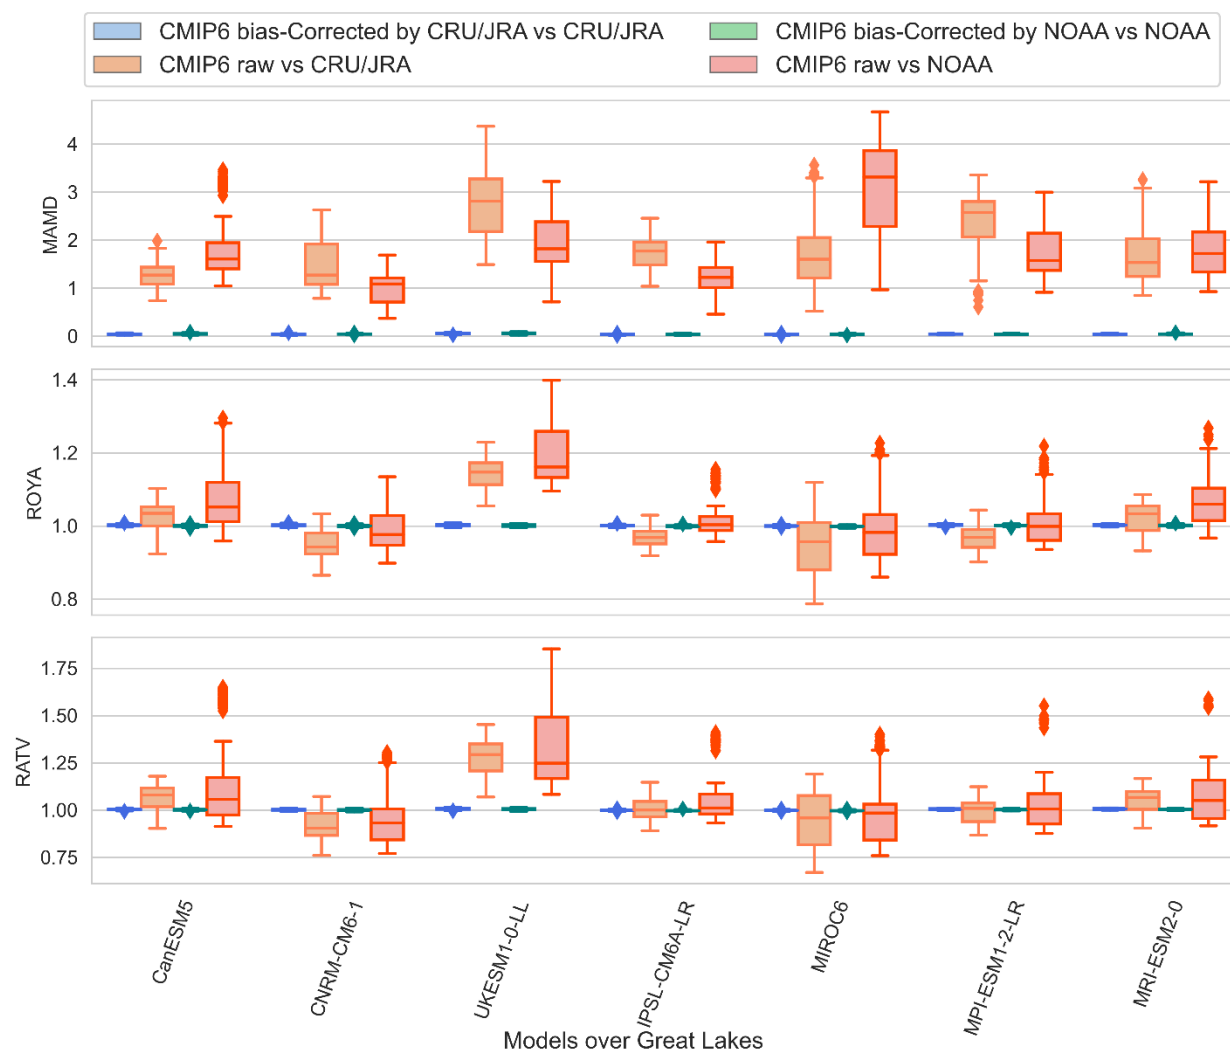 CMIP6 bias-Corrected by CRU/JRA vs CRU/JRA
CMIP6 bias-Corrected by NOAA vs NOAA
CMIP6 raw vs CRU/JRA
CMIP6 raw vs NOAA
MAMD
4
3
2
1
0
ROYA
1.4
1.2
1.0
0.8
RATV
1.75
1.50
1.25
1.00
0.75
CanESM5
CNRM-CM6-1
UKESM1-0-LL
IPSL-CM6A-LR
MIROC6
MPI-ESM1-2-LR
MRI-ESM2-0
Models over Great Lakes